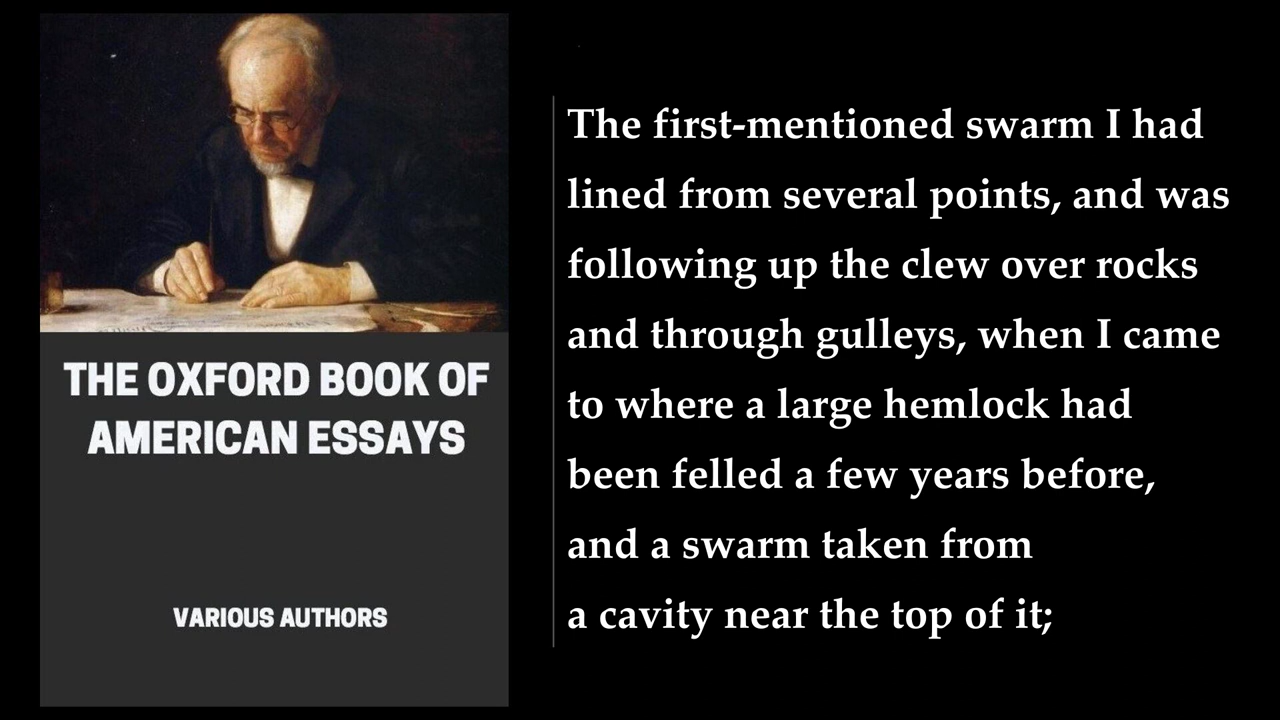 THE OXFORD BOOK OF
AMERICAN ESSAYS
VARIOUS AUTHORS
The first-mentioned swarm I had
lined from several points, and was
following up the clew over rocks
and through gulleys, when I came
to where a large hemlock had
been felled a few years before,
and a swarm taken from
a cavity near the top of it;